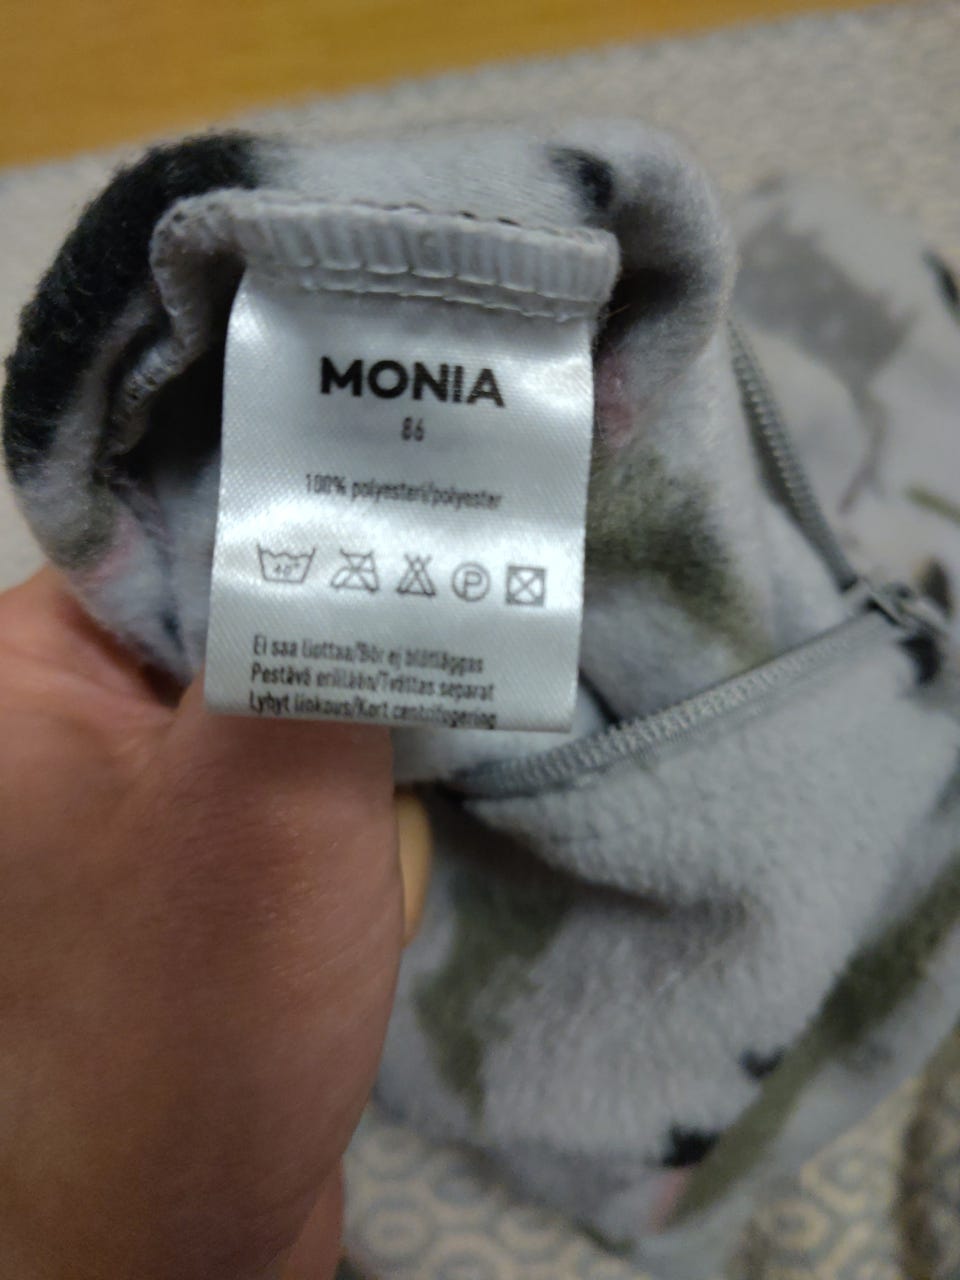 MONIA
86
100% polyesteri/polyester
40°
P
Ei saa liottaa/Bör ej blötläggas
Pestävä erillään/Tvättas separat
Lyhyt linkous/Kort centrifugering